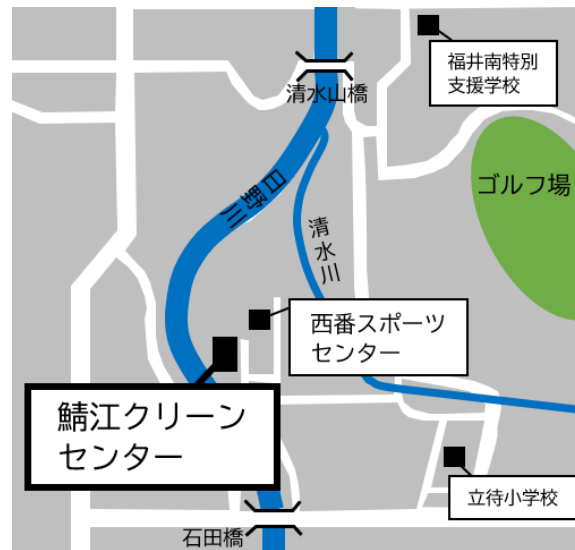 福井南特別
支援学校
清水山橋
ゴルフ場
日野川
清水川
西番スポーツ
センター
鯖江クリーン
センター
立待小学校
石田橋